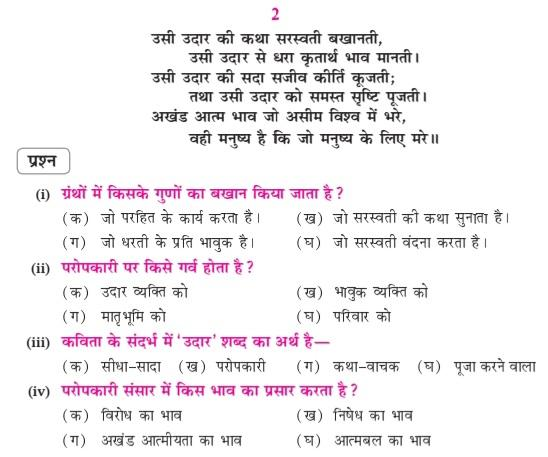 2
उसी उदार की कथा सरस्वती बखानती,
उसी उदार से धरा कृतार्थ भाव मानती।
उसी उदार की सदा सजीव कीर्ति कूजती;
तथा उसी उदार को समस्त सृष्टि पूजती।
अखंड आत्म भाव जो असीम विश्व में भरे,
वही मनुष्य है कि जो मनुष्य के लिए मरे॥
प्रश्न
(i) ग्रंथों में किसके गुणों का बखान किया जाता है?
(क) जो परहित के कार्य करता है। (ख) जो सरस्वती की कथा सुनाता है।
(ग) जो धरती के प्रति भावुक है। (घ) जो सरस्वती वंदना करता है।
(ii) परोपकारी पर किसे गर्व होता है?
(क) उदार व्यक्ति को (ख) भावुक व्यक्ति को
(ग) मातृभूमि को (घ) परिवार को
(iii) कविता के संदर्भ में 'उदार' शब्द का अर्थ है—
(क) सीधा-सादा (ख) परोपकारी (ग) कथा-वाचक (घ) पूजा करने वाला
(iv) परोपकारी संसार में किस भाव का प्रसार करता है?
(क) विरोध का भाव (ख) निषेध का भाव
(ग) अखंड आत्मीयता का भाव (घ) आत्मबल का भाव